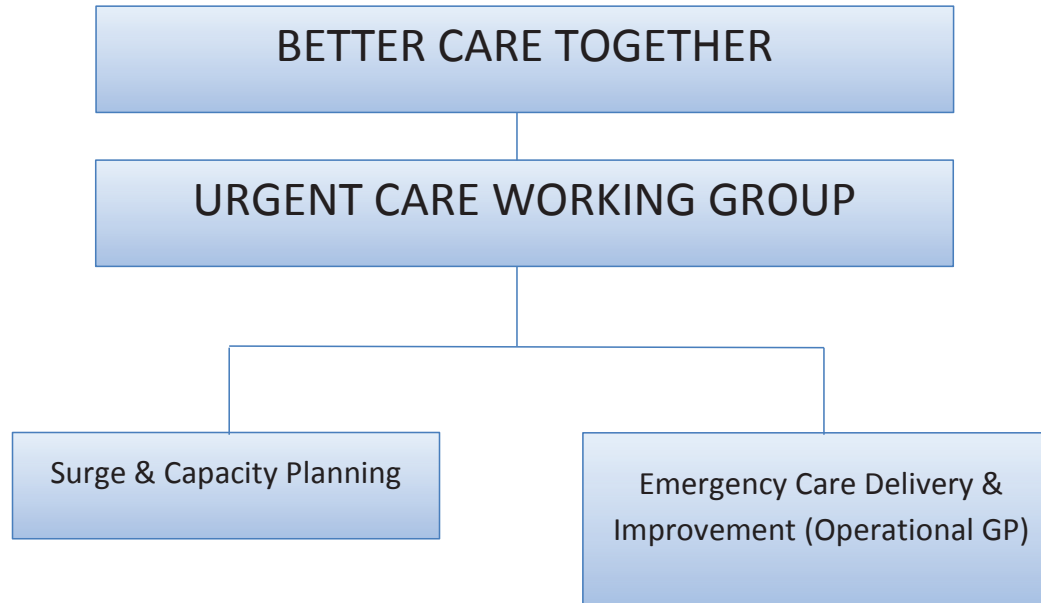 BETTER CARE TOGETHER
URGENT CARE WORKING GROUP
Surge & Capacity Planning
Emergency Care Delivery &
Improvement (Operational GP)